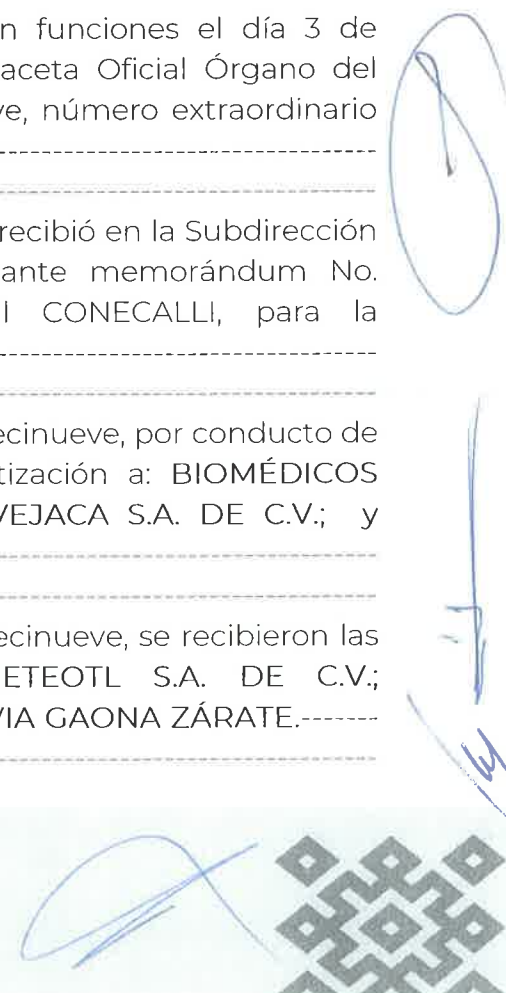 n funciones el día 3 de
aceta Oficial Órgano del
ve, número extraordinario
------------------------------------------------
------------------------------------------------
recibió en la Subdirección
ante memorándum No.
I CONECALLI, para la
------------------------------------------------
------------------------------------------------
ecinueve, por conducto de
tización a: BIOMÉDICOS
VEJACA S.A. DE C.V.; y
------------------------------------------------
------------------------------------------------
ecinueve, se recibieron las
ETEOTL S.A. DE C.V.;
VIA GAONA ZÁRATE.-------
------------------------------------------------